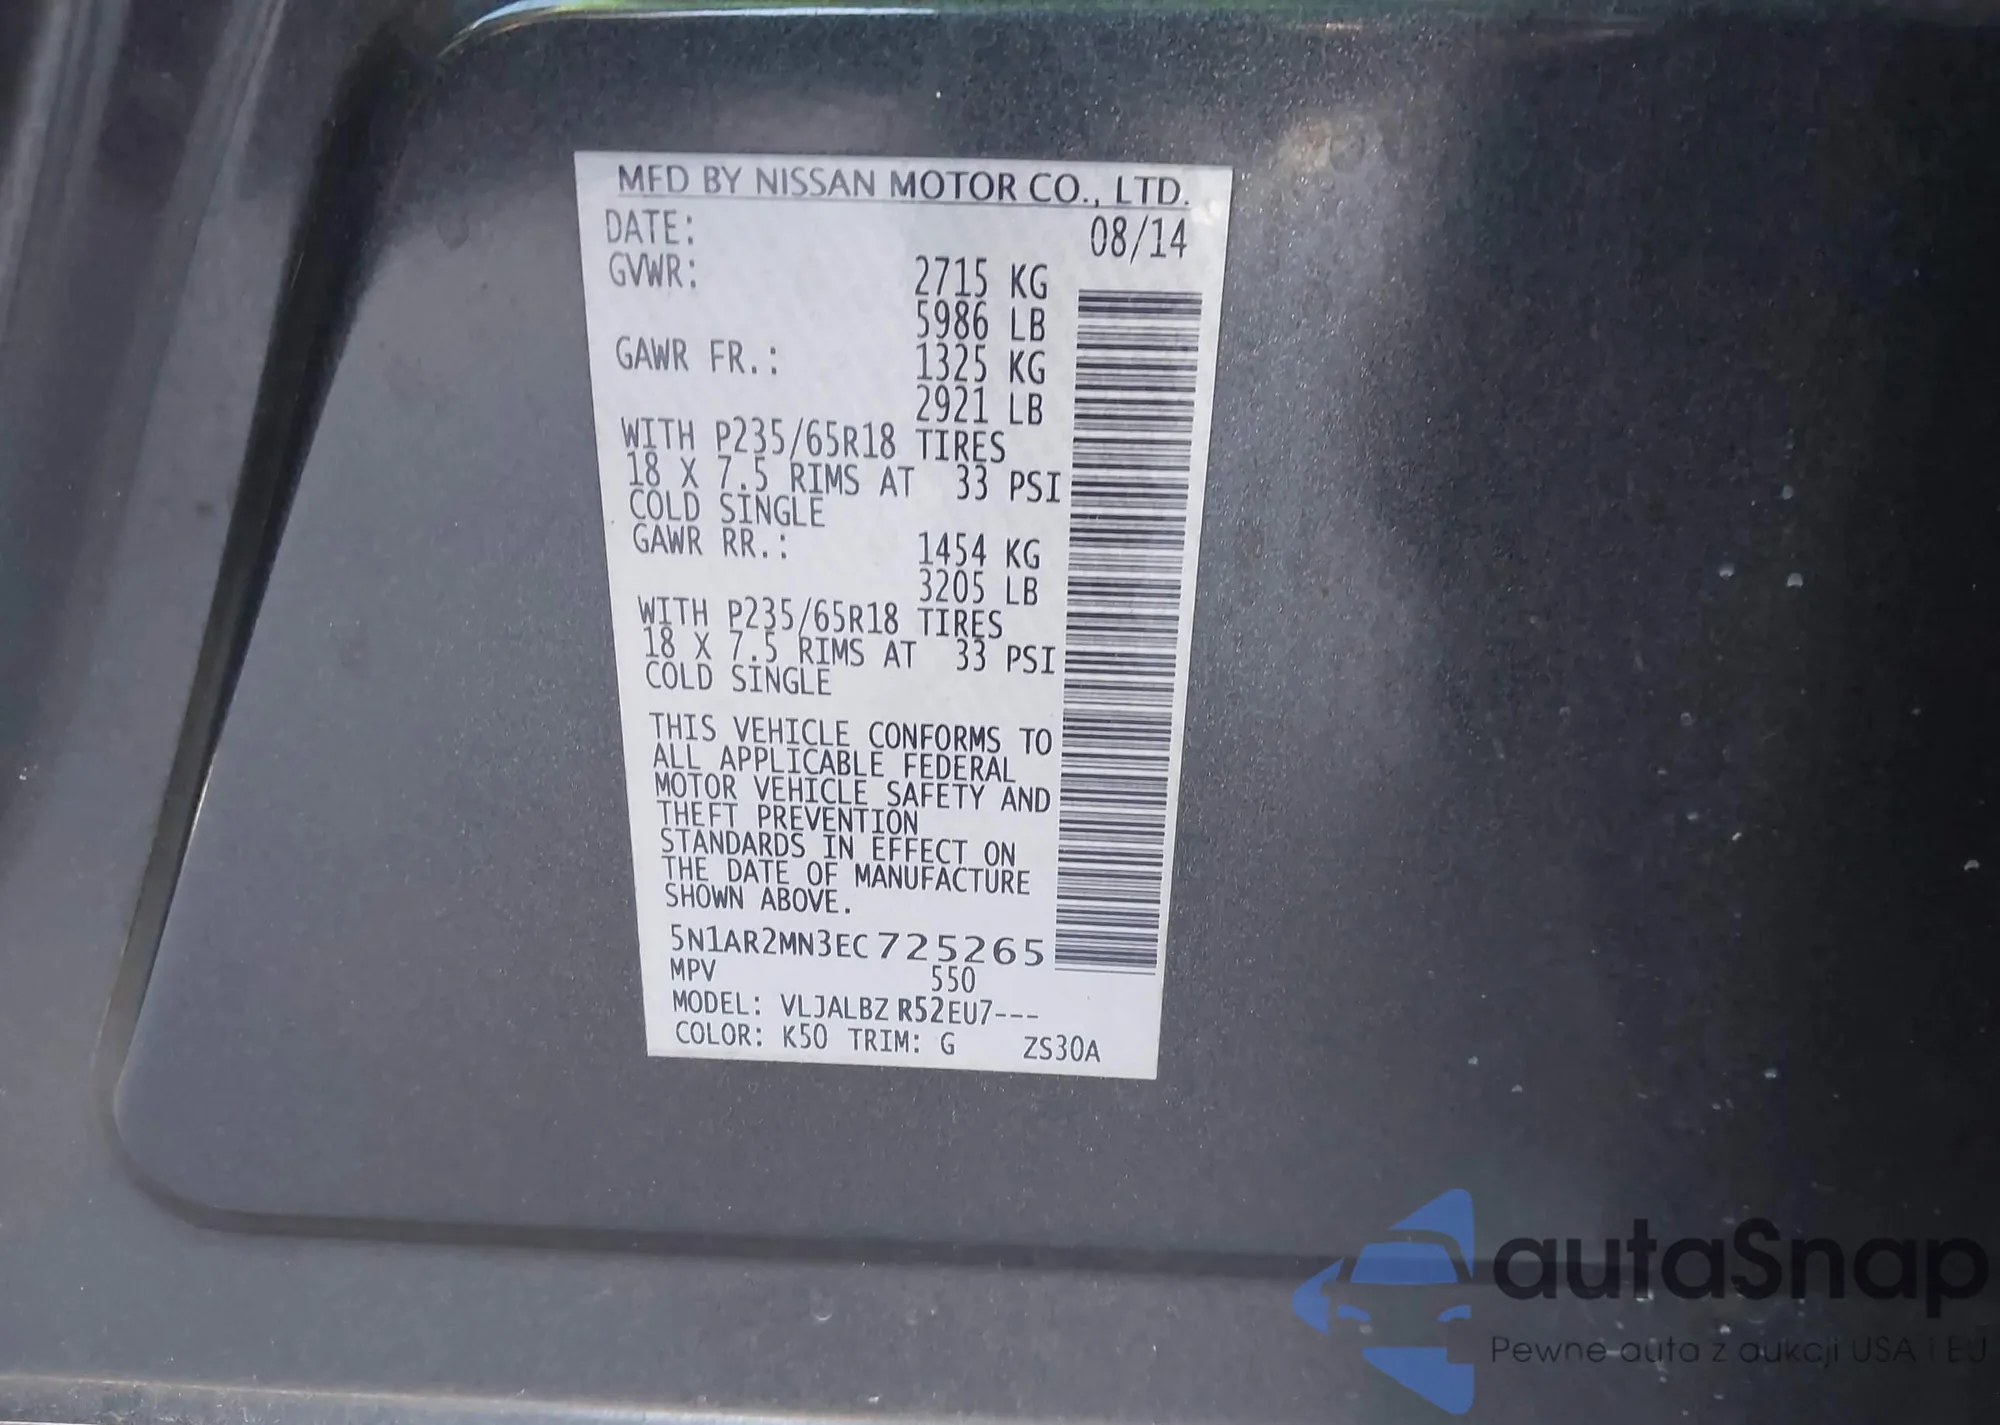 MFD BY NISSAN MOTOR CO., LTD.
DATE: 08/14
GVWR: 2715 KG
5986 LB
GAWR FR.: 1325 KG
2921 LB
WITH P235/65R18 TIRES
18 X 7.5 RIMS AT 33 PSI
COLD SINGLE
GAWR RR.: 1454 KG
3205 LB
WITH P235/65R18 TIRES
18 X 7.5 RIMS AT 33 PSI
COLD SINGLE
THIS VEHICLE CONFORMS TO
ALL APPLICABLE FEDERAL
MOTOR VEHICLE SAFETY AND
THEFT PREVENTION
STANDARDS IN EFFECT ON
THE DATE OF MANUFACTURE
SHOWN ABOVE.
5N1AR2MN3EC725265
MPV 550
MODEL: VLJALBZ R52EU7---
COLOR: K50 TRIM: G ZS30A
autaSnap
Pewne auta z aukcji USA i EU